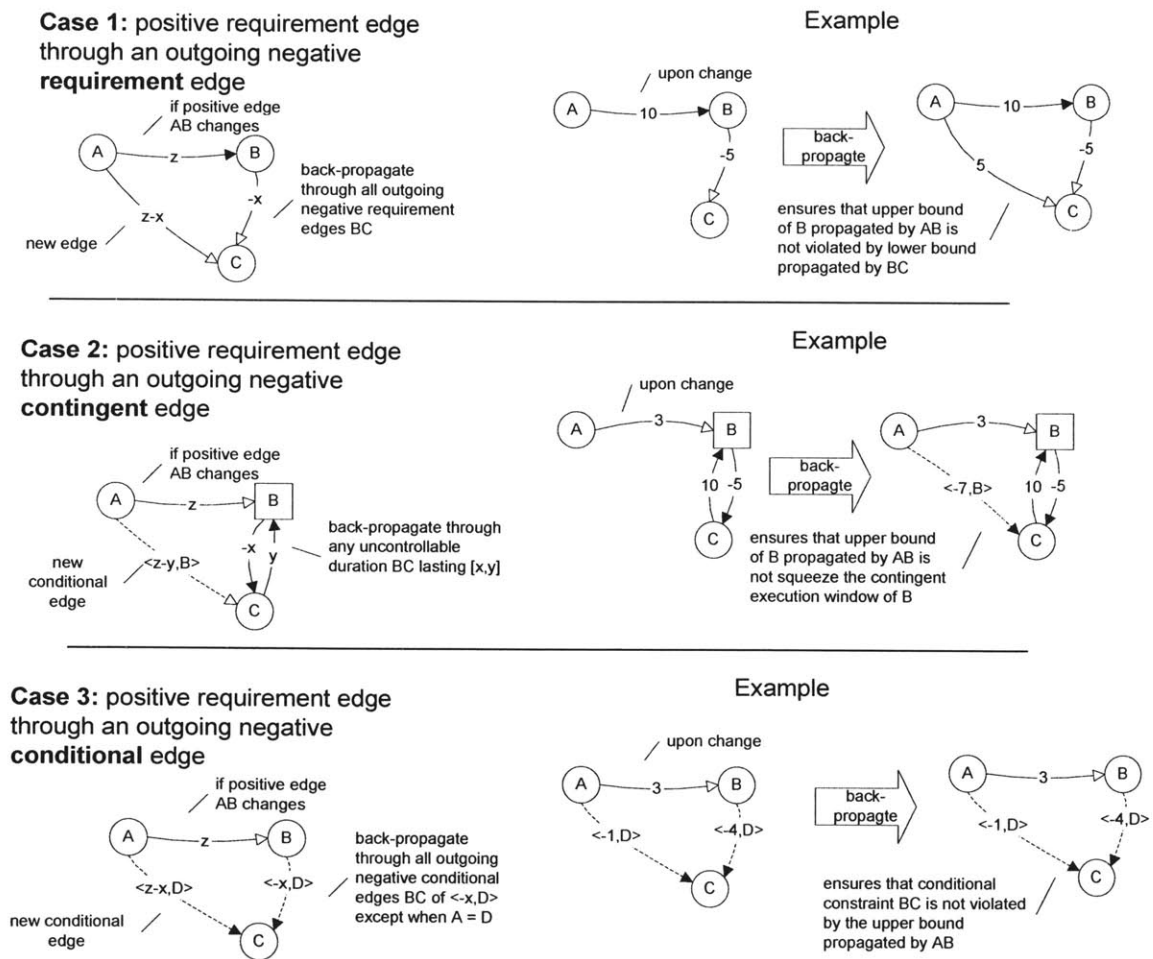 Case 1: positive requirement edge
through an outgoing negative
requirement edge
if positive edge
AB changes
A
z
B
-x
z-x
C
new edge
back-propagate
through all outgoing
negative requirement
edges BC
Example
upon change
A
10
B
-5
C
back-
propagte
A
10
B
5
-5
C
ensures that upper bound
of B propagated by AB is
not violated by lower bound
propagated by BC
Case 2: positive requirement edge
through an outgoing negative
contingent edge
if positive edge
AB changes
A
z
B
-x
y
<z-y,B>
C
new
conditional
edge
back-propagate through
any uncontrollable
duration BC lasting [x,y]
Example
upon change
A
3
B
10
-5
C
back-
propagte
A
3
B
<-7,B>
10
-5
C
ensures that upper bound
of B propagated by AB is
not squeeze the contingent
execution window of B
Case 3: positive requirement edge
through an outgoing negative
conditional edge
if positive edge
AB changes
A
z
B
<z-x,D>
<-x,D>
C
new conditional
edge
back-propagate
through all outgoing
negative conditional
edges BC of <-x,D>
except when A = D
Example
upon change
A
3
B
<-1,D>
<-4,D>
C
back-
propagte
A
3
B
<-1,D>
<-4,D>
C
ensures that conditional
constraint BC is not violated
by the upper bound
propagated by AB